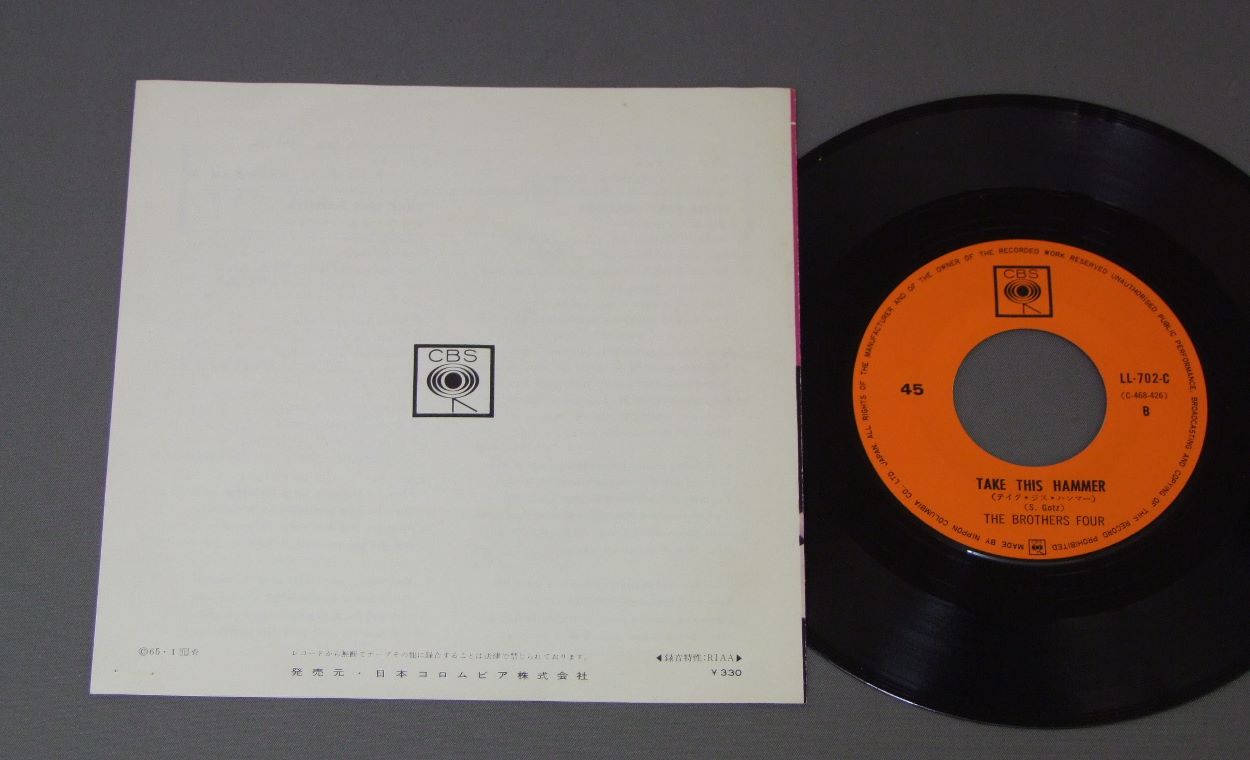 CBS
©65・1
レコードから無断でテープその他に録音することは法律で禁じられております。
発売元・日本コロムビア株式会社
◀録音特性:RIAA▶
¥330
ALL RIGHTS OF THE MANUFACTURER AND OF THE OWNER OF THE RECORDED WORK RESERVED UNAUTHORISED PUBLIC PERFORMANCE BROADCASTING AND COPYING OF THIS RECORD PROHIBITED
MADE BY NIPPON COLUMBIA CO., LTD. JAPAN.
CBS
45
LL-702-C
(C-468-426)
B
TAKE THIS HAMMER
(テイク・ジス・ハンマー)
(S. Gotz)
THE BROTHERS FOUR